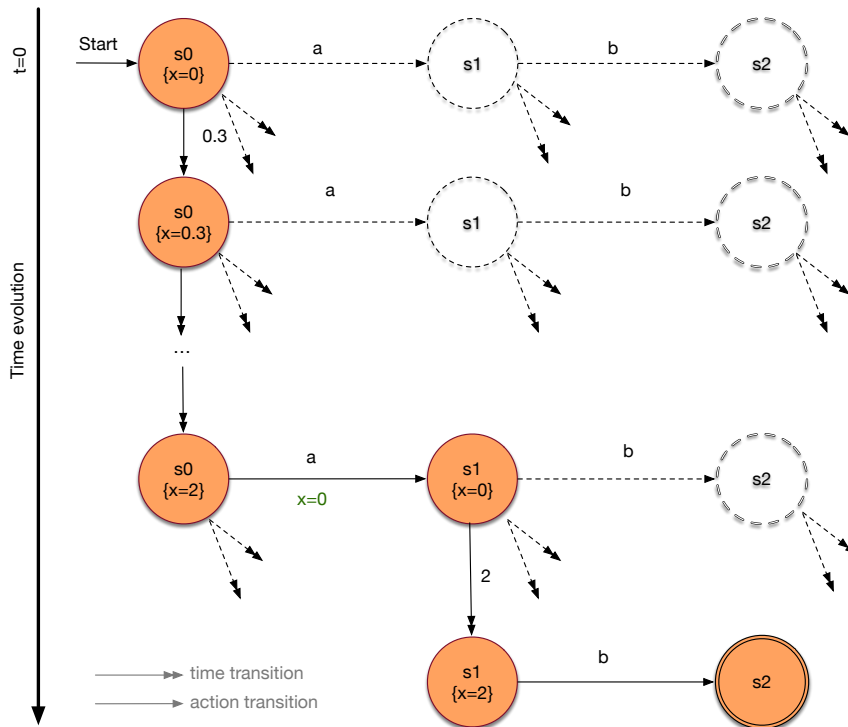 t=0
Time evolution
Start
s0
{x=0}
a
s1
b
s2
0.3
s0
{x=0.3}
a
s1
b
s2
...
s0
{x=2}
a
x=0
s1
{x=0}
b
s2
2
s1
{x=2}
b
s2
time transition
action transition